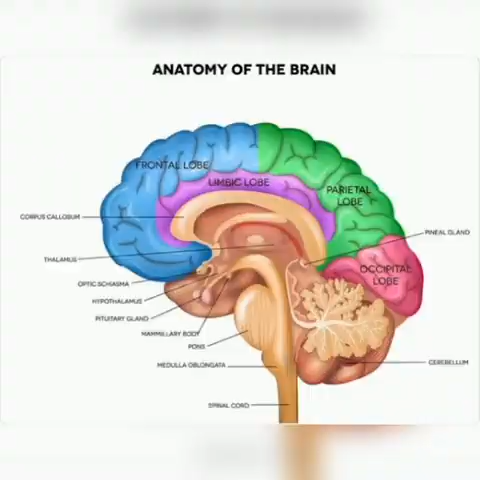 ANATOMY OF THE BRAIN
FRONTAL LOBE
LIMBIC LOBE
PARIETAL
LOBE
CORPUS CALLOSUM
PINEAL GLAND
THALAMUS
OCCIPITAL
LOBE
OPTIC SCHIASMA
HYPOTHALAMUS
PITUITARY GLAND
MAMMILLARY BODY
PONS
MEDULLA OBLONGATA
CEREBELLUM
SPINAL CORD